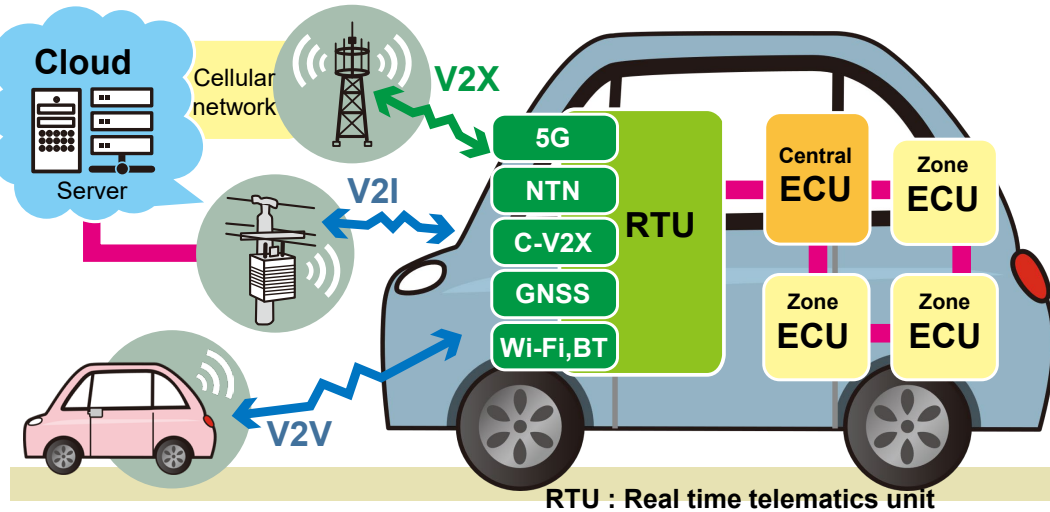 Cloud
Server
Cellular
network
V2X
V2I
V2V
5G
NTN
C-V2X
GNSS
Wi-Fi,BT
RTU
Central
ECU
Zone
ECU
Zone
ECU
Zone
ECU
RTU : Real time telematics unit